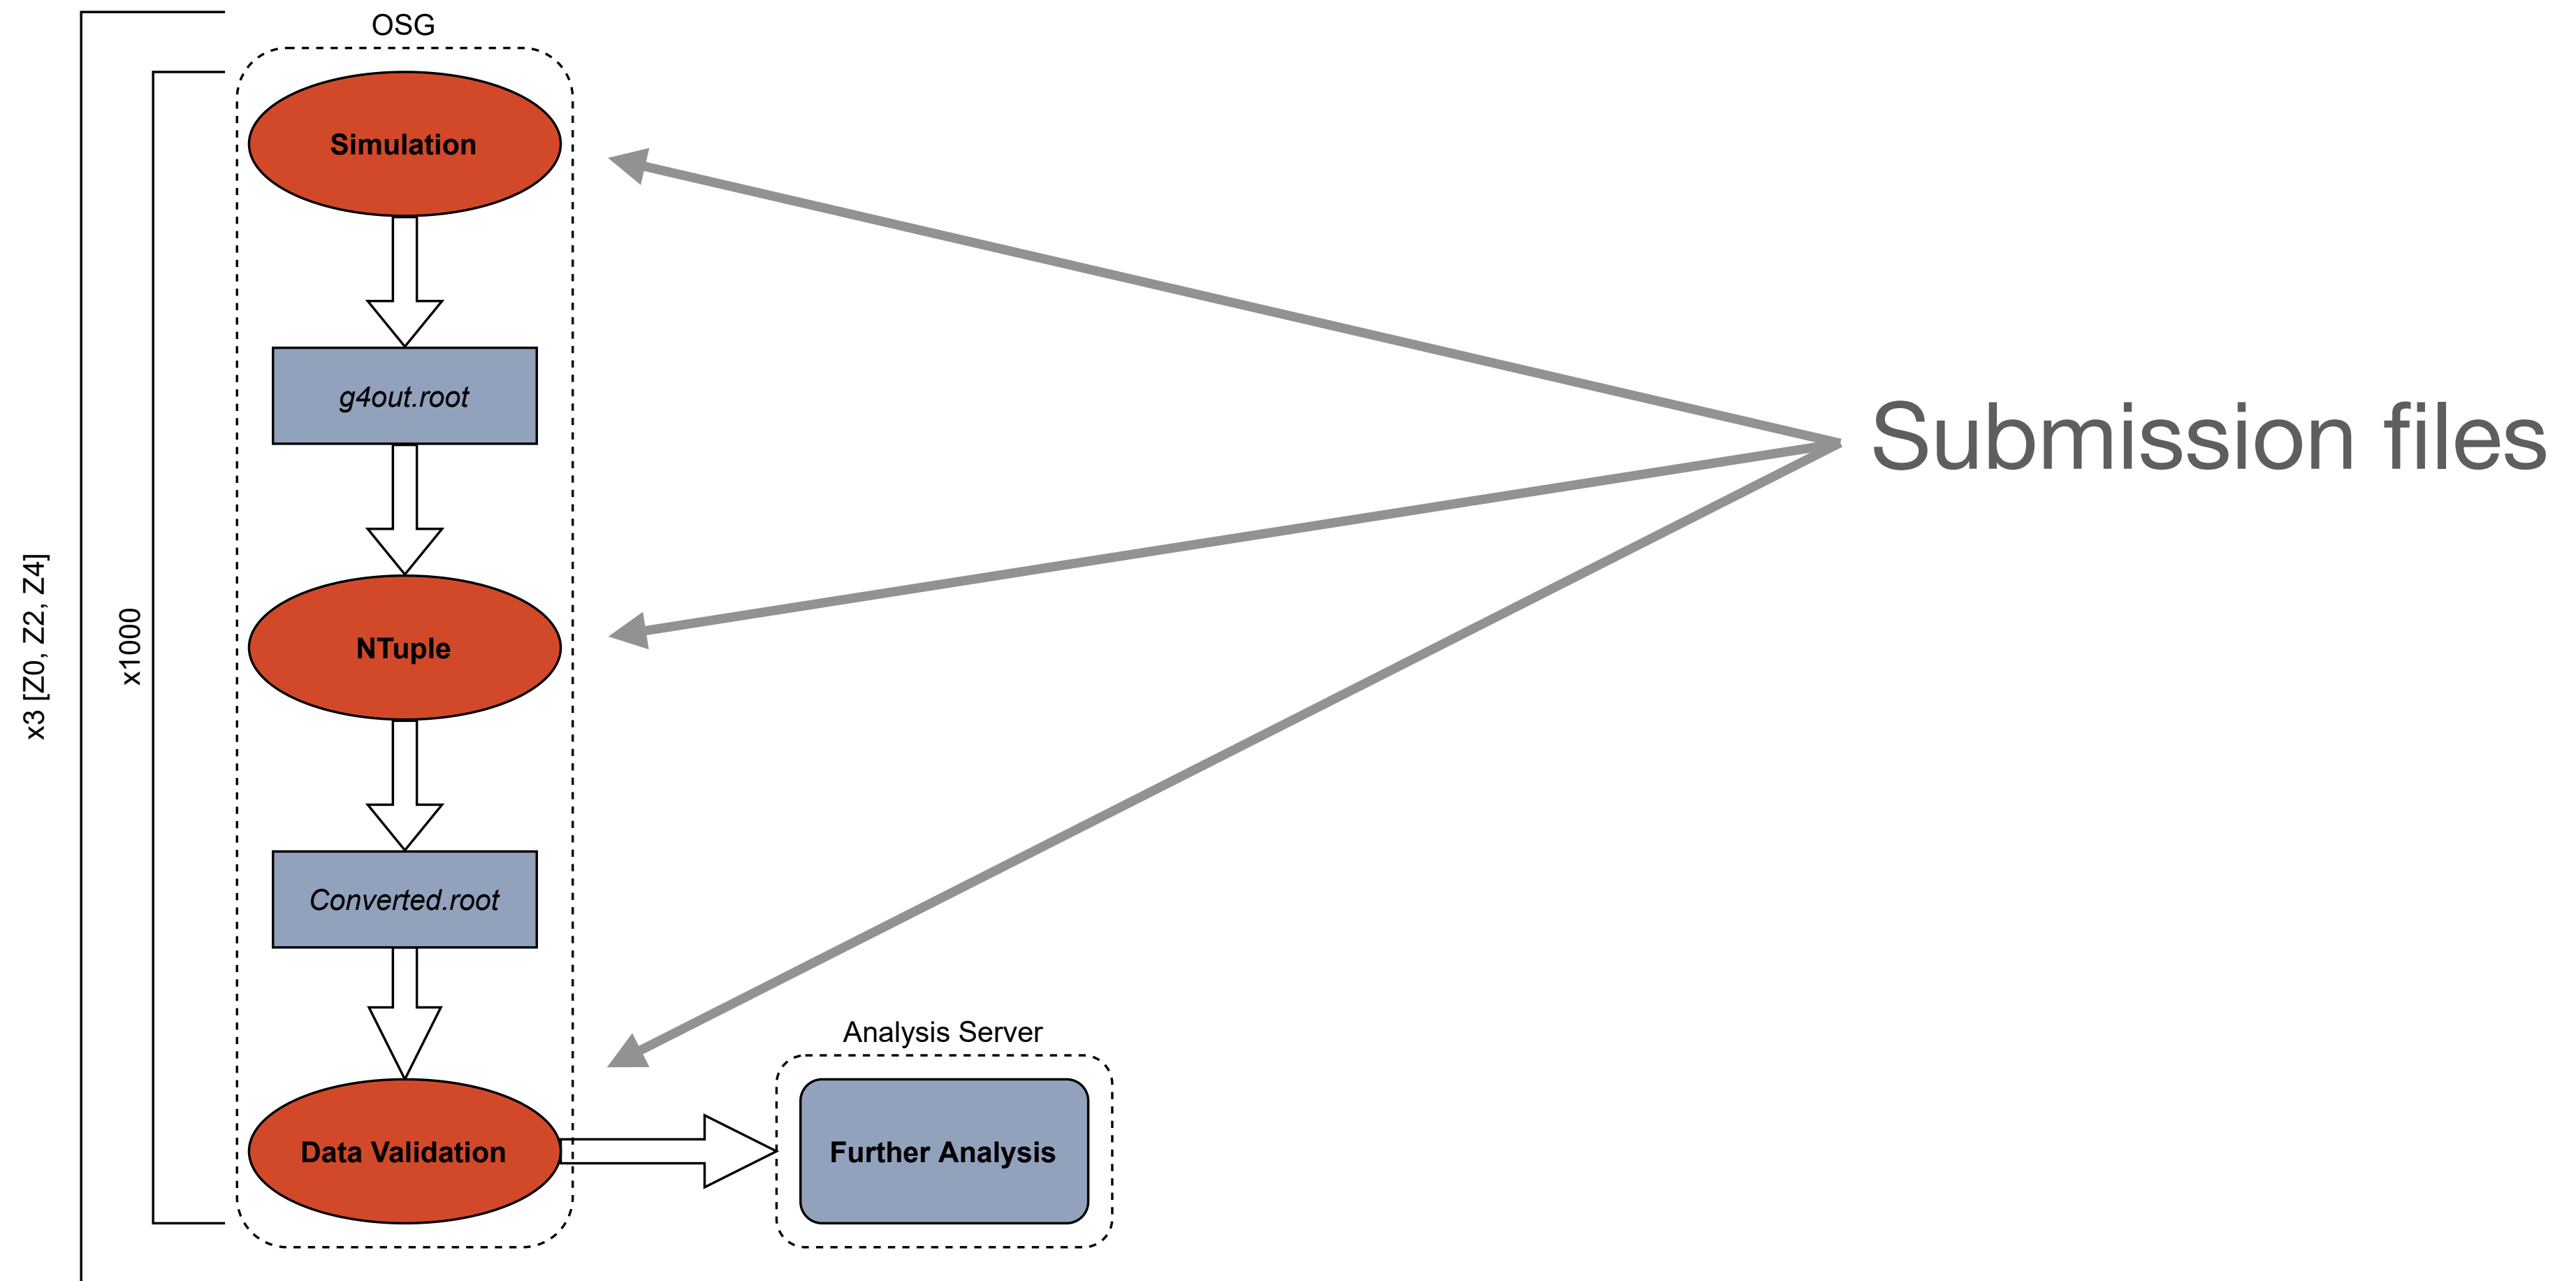 OSG
Simulation
g4out.root
Submission files
x3 [Z0, Z2, Z4]
x1000
NTuple
Converted.root
Analysis Server
Data Validation
Further Analysis